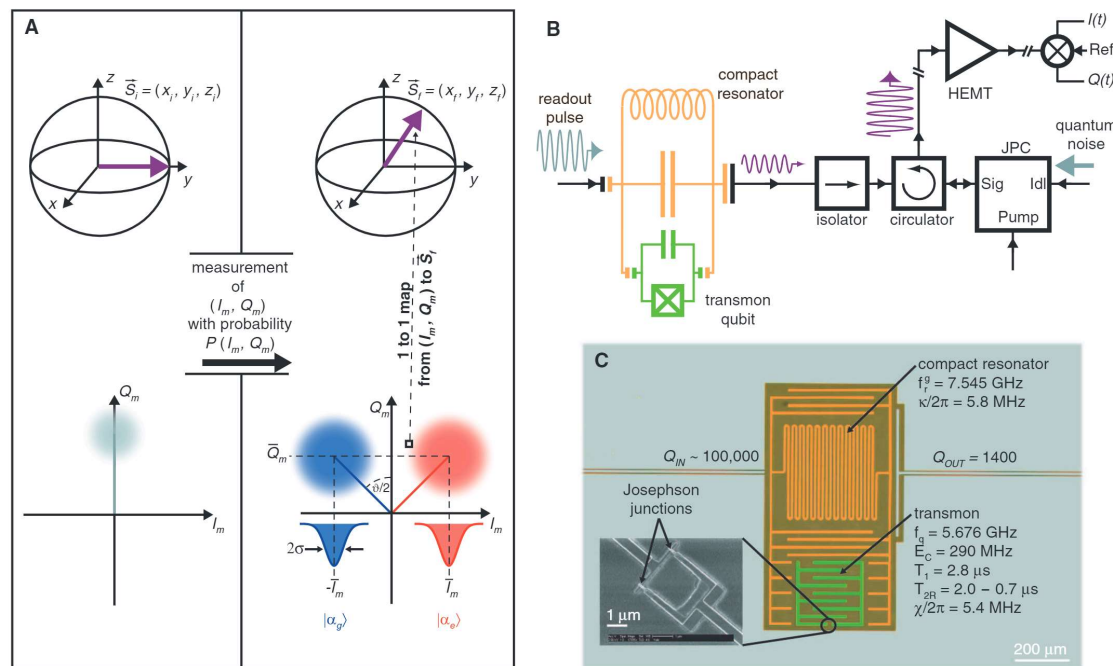 A
z
S⃗ᵢ = (xᵢ, yᵢ, zᵢ)
y
x
z
S⃗_f = (x_f, y_f, z_f)
y
x
measurement
of
(I_m, Q_m)
with probability
P (I_m, Q_m)
1 to 1 map
from (I_m, Q_m) to S⃗_f
Q_m
I_m
Q_m
Q̄_m
ϑ/2
I_m
2σ
-Ī_m
Ī_m
|α_g⟩
|α_e⟩
B
readout
pulse
compact
resonator
transmon
qubit
isolator
circulator
HEMT
I(t)
Ref
Q(t)
quantum
noise
JPC
Sig
Idl
Pump
C
compact resonator
f_r^g = 7.545 GHz
κ/2π = 5.8 MHz
Q_IN ~ 100,000
Q_OUT = 1400
Josephson
junctions
1 µm
transmon
f_q = 5.676 GHz
E_C = 290 MHz
T_1 = 2.8 µs
T_2R = 2.0 – 0.7 µs
χ/2π = 5.4 MHz
200 µm